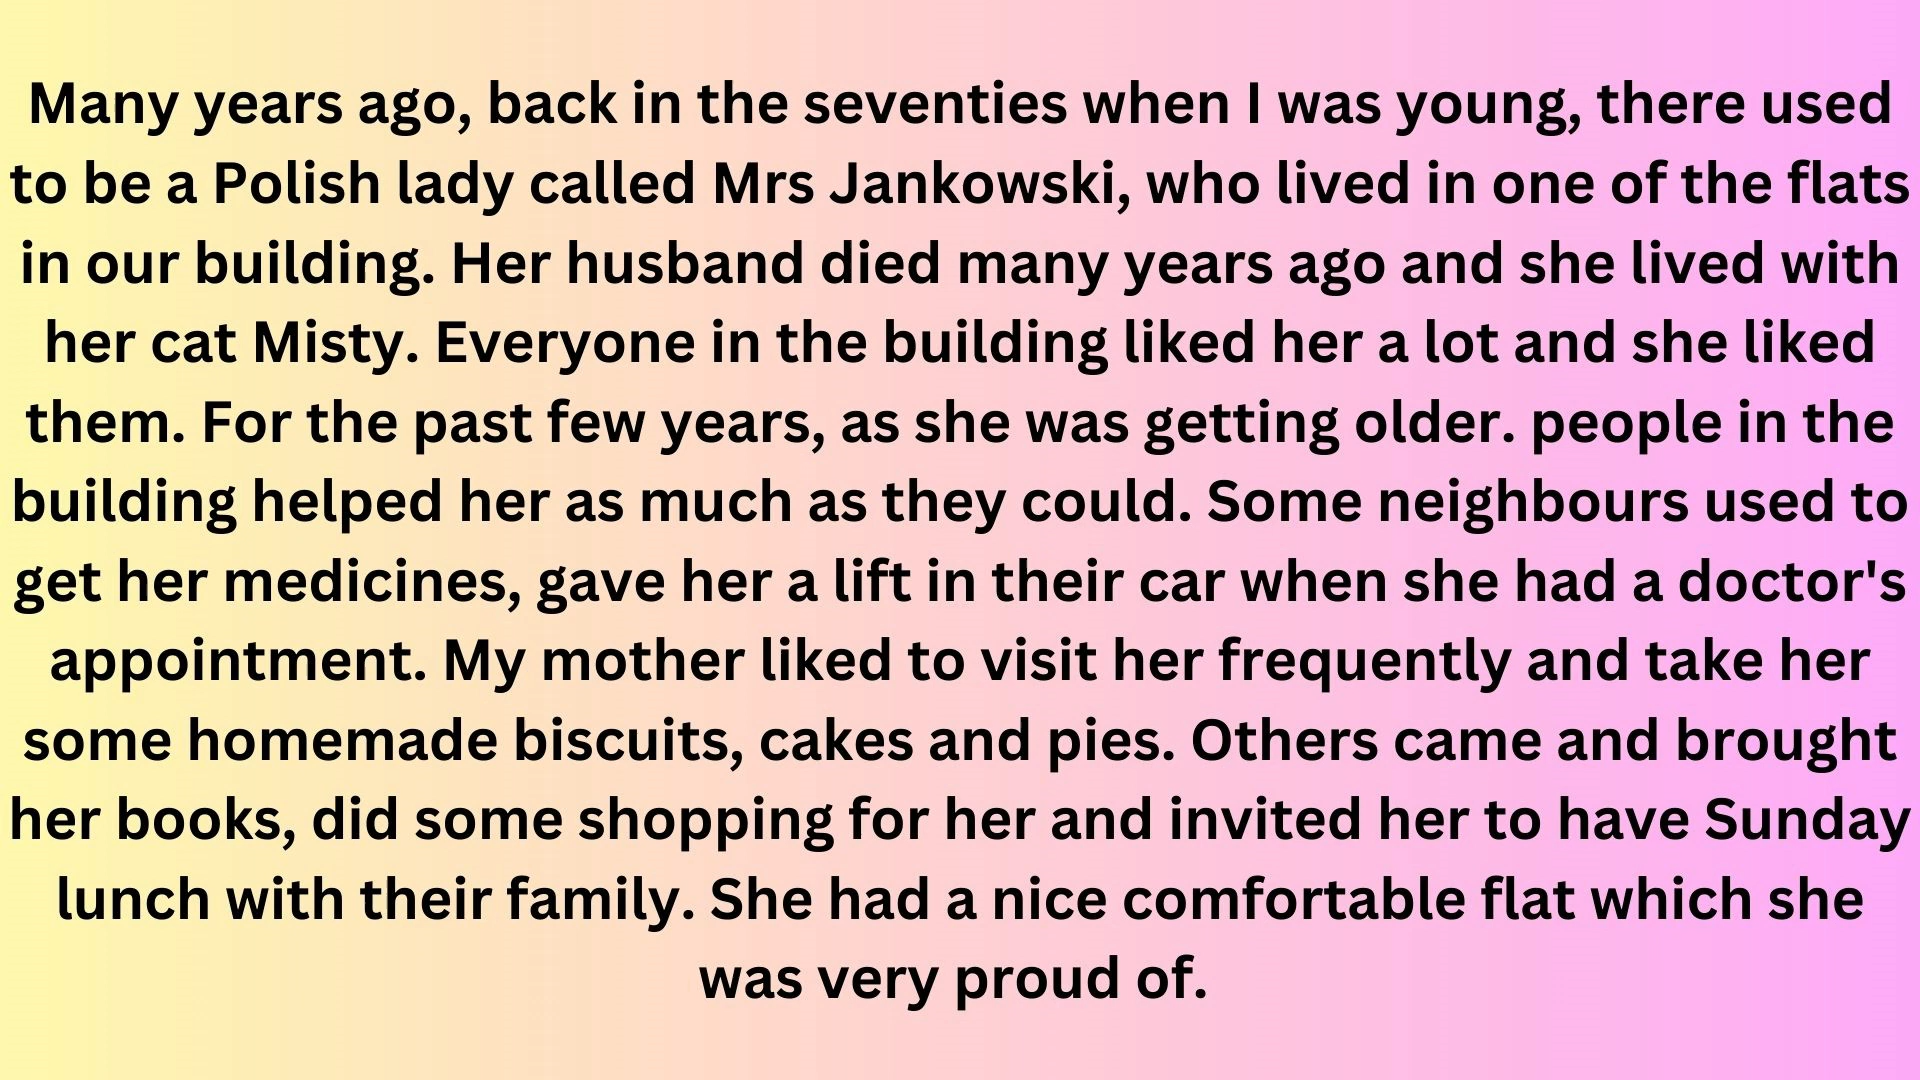 Many years ago, back in the seventies when I was young, there used
to be a Polish lady called Mrs Jankowski, who lived in one of the flats
in our building. Her husband died many years ago and she lived with
her cat Misty. Everyone in the building liked her a lot and she liked
them. For the past few years, as she was getting older. people in the
building helped her as much as they could. Some neighbours used to
get her medicines, gave her a lift in their car when she had a doctor's
appointment. My mother liked to visit her frequently and take her
some homemade biscuits, cakes and pies. Others came and brought
her books, did some shopping for her and invited her to have Sunday
lunch with their family. She had a nice comfortable flat which she
was very proud of.